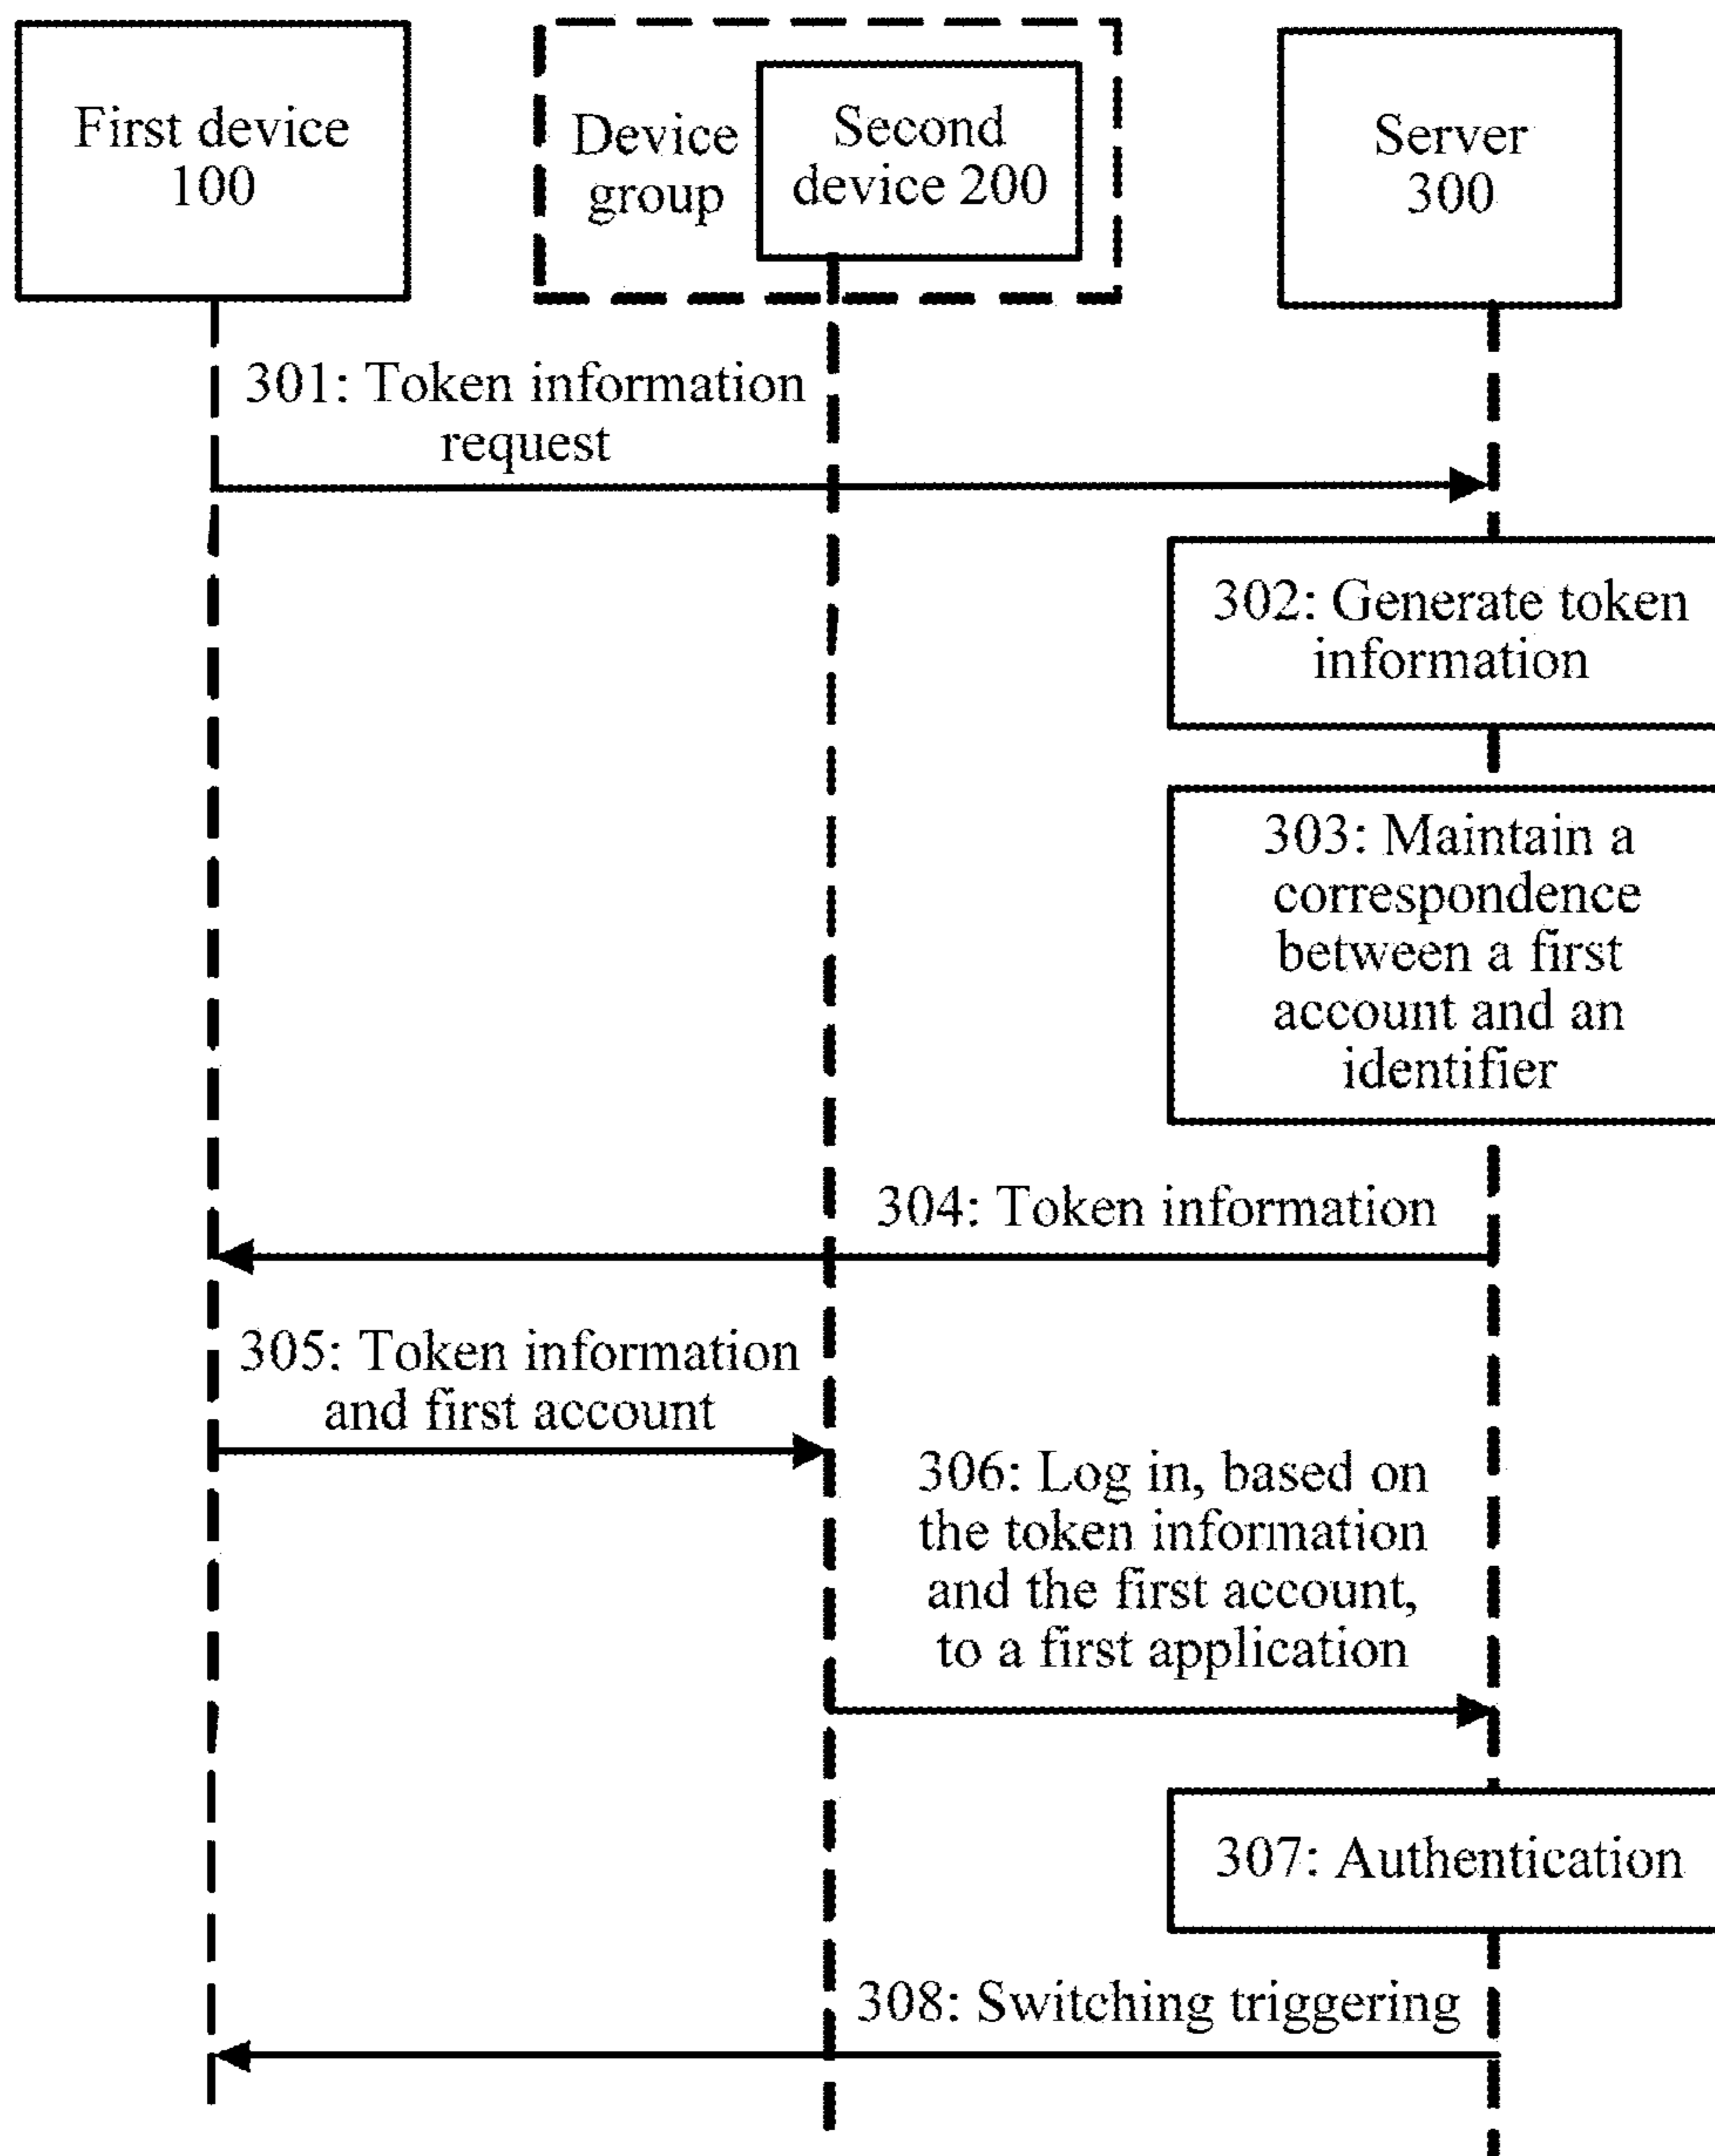 First device
100
Device
group
Second
device 200
Server
300
301: Token information
request
302: Generate token
information
303: Maintain a
correspondence
between a first
account and an
identifier
304: Token information
305: Token information
and first account
306: Log in, based on
the token information
and the first account,
to a first application
307: Authentication
308: Switching triggering